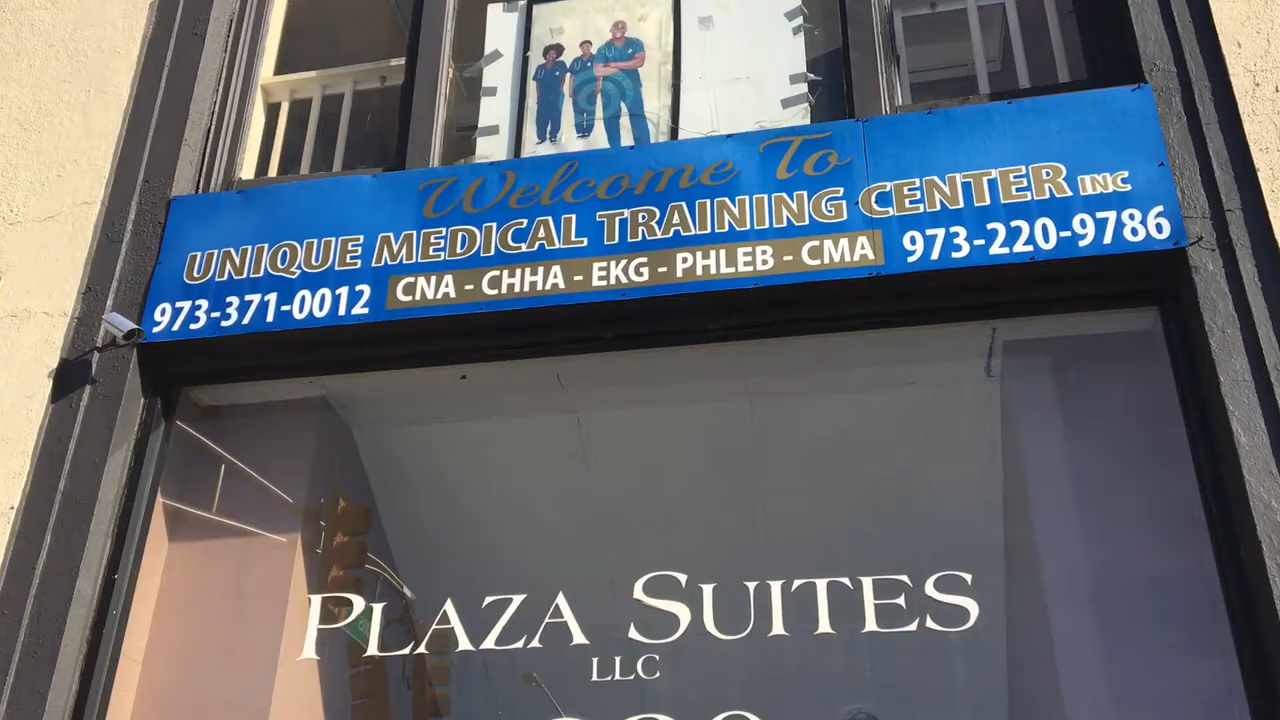 Welcome To
UNIQUE MEDICAL TRAINING CENTER INC
973-371-0012
CNA - CHHA - EKG - PHLEB - CMA
973-220-9786
PLAZA SUITES
LLC